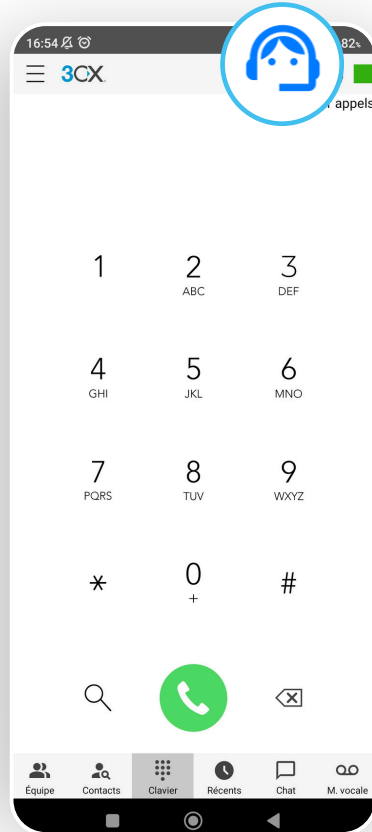 16:54 82%
3CX
appels
1 2 3
ABC DEF
4 5 6
GHI JKL MNO
7 8 9
PQRS TUV WXYZ
* 0 #
+
Équipe Contacts Clavier Récents Chat M. vocale